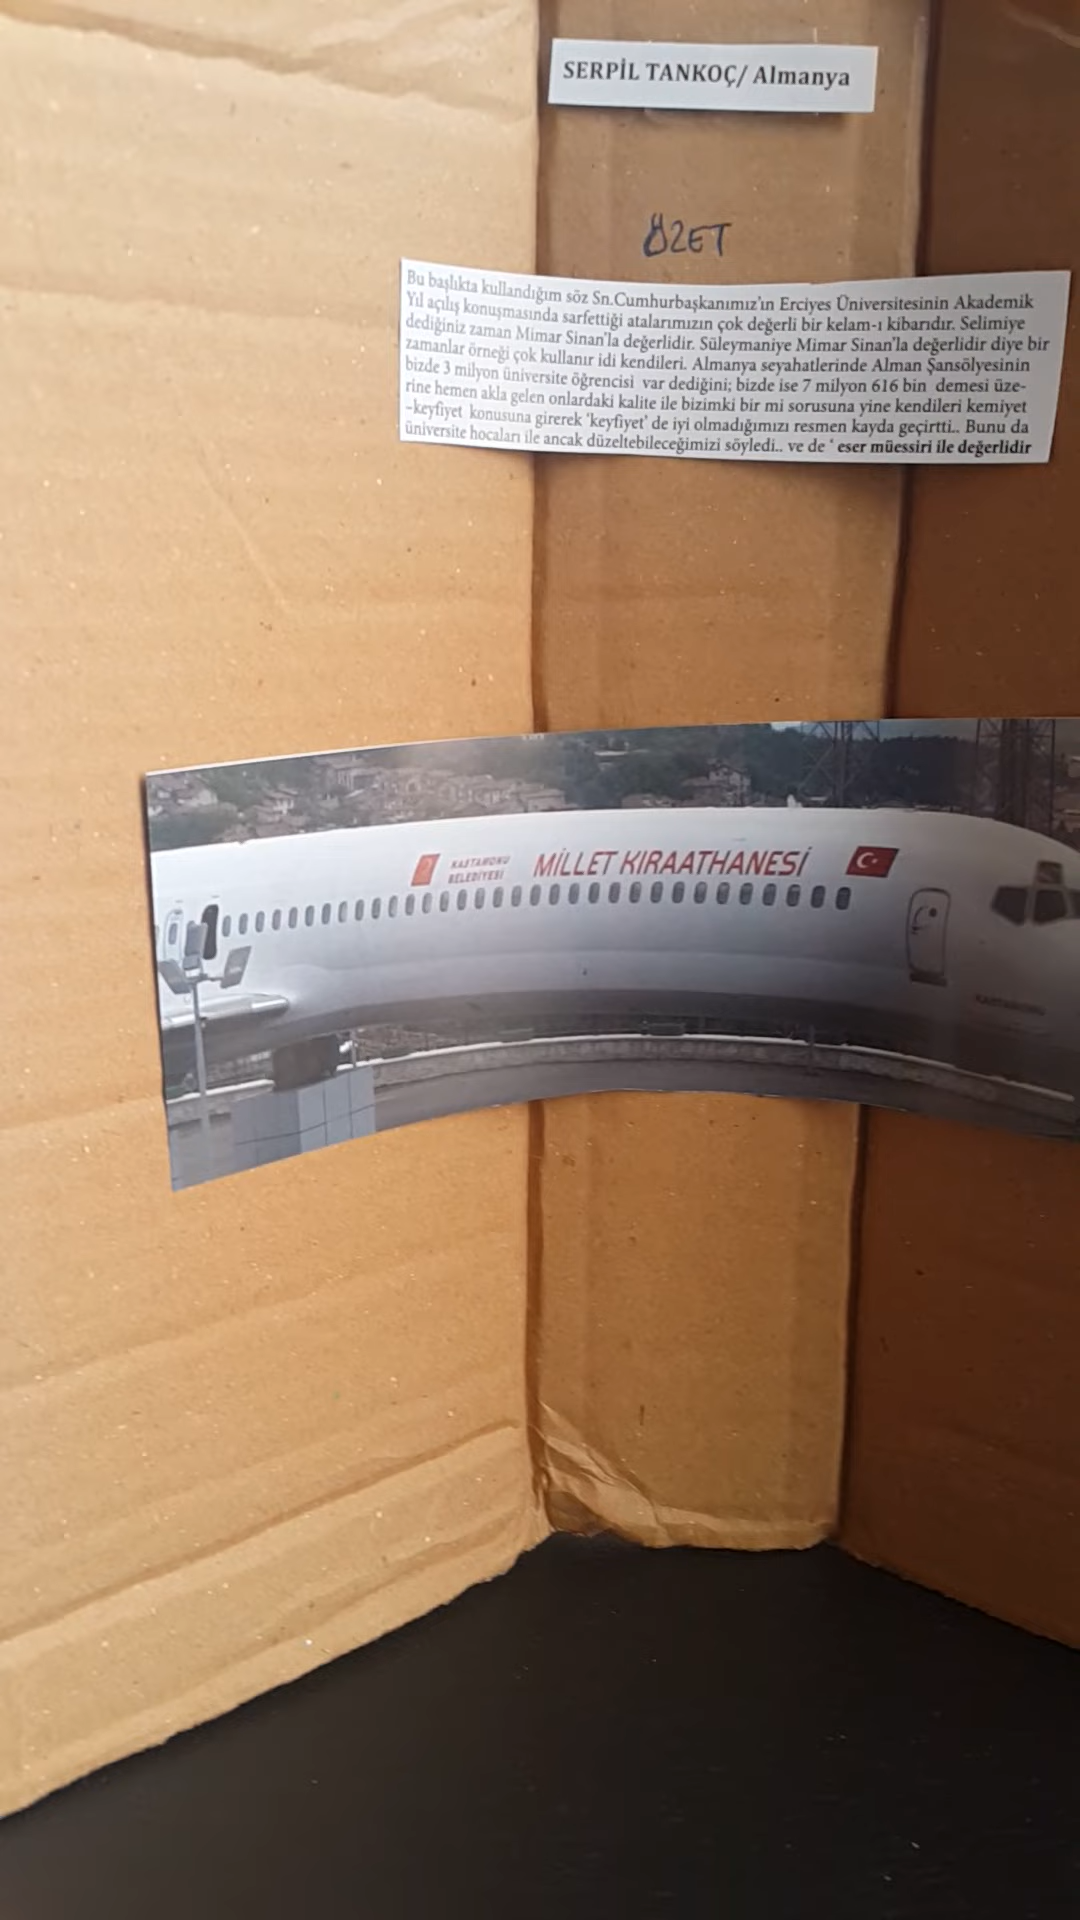 SERPİL TANKOÇ/ Almanya
ÖZET
Bu başlıkta kullandığım söz Sn.Cumhurbaşkanımız'ın Erciyes Üniversitesinin Akademik
Yıl açılış konuşmasında sarfettiği atalarımızın çok değerli bir kelam-ı kibarıdır. Selimiye
dediğiniz zaman Mimar Sinan'la değerlidir. Süleymaniye Mimar Sinan'la değerlidir diye bir
zamanlar örneği çok kullanır idi kendileri. Almanya seyahatlerinde Alman Şansölyesinin
bizde 3 milyon üniversite öğrencisi var dediğini; bizde ise 7 milyon 616 bin demesi üze-
rine hemen akla gelen onlardaki kalite ile bizimki bir mi sorusuna yine kendileri kemiyet
-keyfiyet konusuna girerek 'keyfiyet' de iyi olmadığımızı resmen kayda geçirtti.. Bunu da
üniversite hocaları ile ancak düzeltebileceğimizi söyledi.. ve de ' eser müessiri ile değerlidir
KASTAMONU
BELEDİYESİ
MİLLET KIRAATHANESİ
KASTAMONU